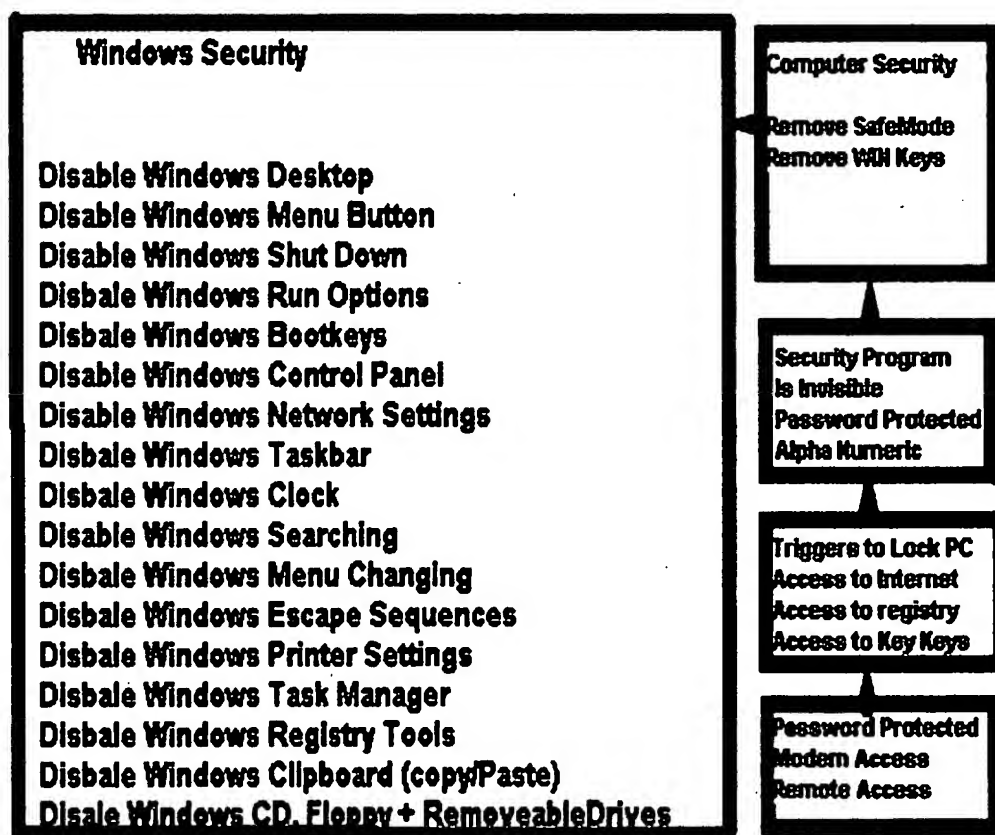 Windows Security
Disable Windows Desktop
Disable Windows Menu Button
Disable Windows Shut Down
Disbale Windows Run Options
Disbale Windows Bootkeys
Disable Windows Control Panel
Disable Windows Network Settings
Disbale Windows Taskbar
Disbale Windows Clock
Disable Windows Searching
Disbale Windows Menu Changing
Disbale Windows Escape Sequences
Disbale Windows Printer Settings
Disbale Windows Task Manager
Disbale Windows Registry Tools
Disbale Windows Clipboard (copy/Paste)
Disale Windows CD, Floppy + RemoveableDrives
Computer Security
Remove SafeMode
Remove WIN Keys
Security Program
Is Invisible
Password Protected
Alpha Numeric
Triggers to Lock PC
Access to Internet
Access to registry
Access to Key Keys
Password Protected
Modem Access
Remote Access